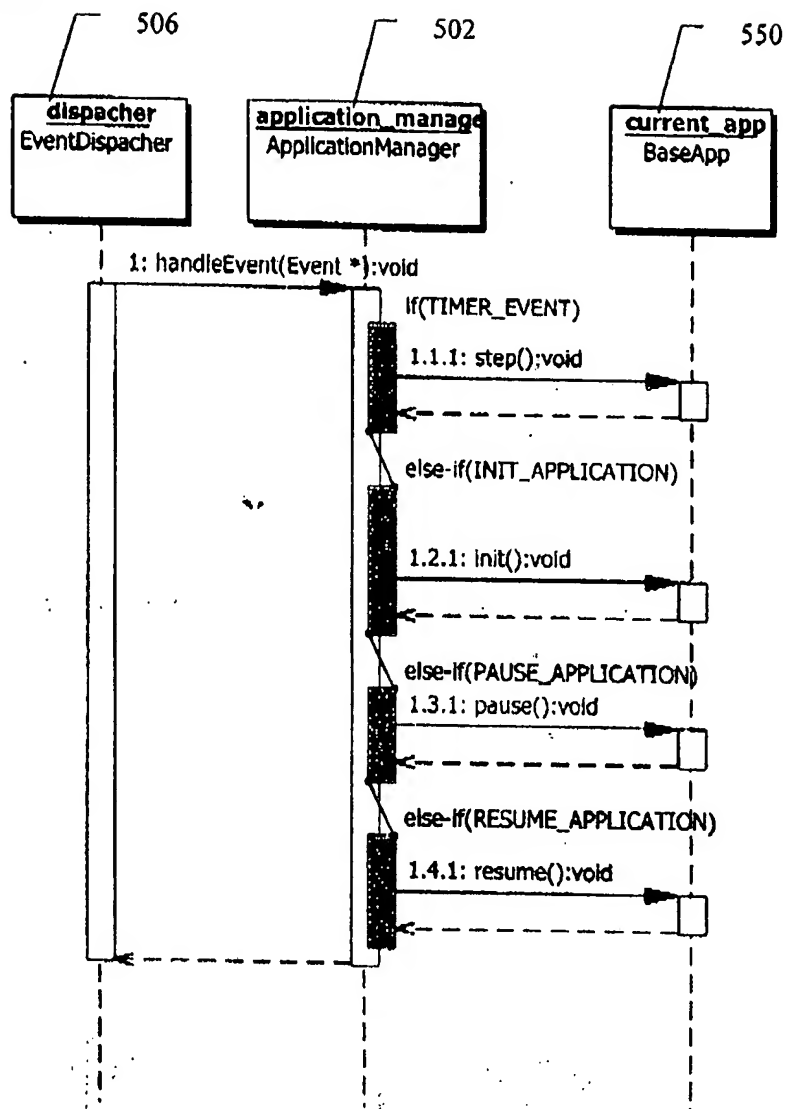 506
502
550
dispacher
EventDispacher
application_manage
ApplicationManager
current_app
BaseApp
1: handleEvent(Event *):void
if(TIMER_EVENT)
1.1.1: step():void
else-if(INIT_APPLICATION)
1.2.1: init():void
else-if(PAUSE_APPLICATION)
1.3.1: pause():void
else-if(RESUME_APPLICATION)
1.4.1: resume():void